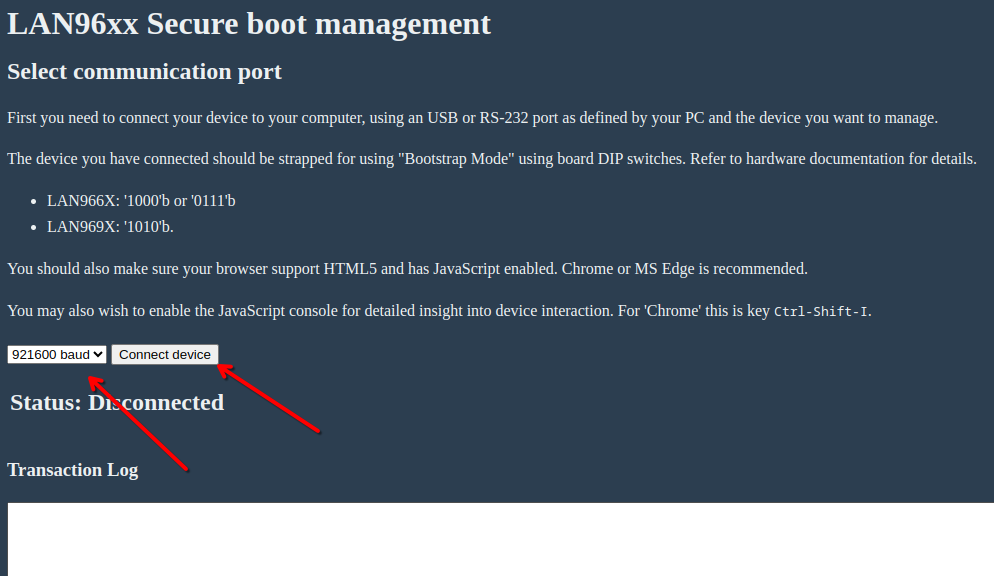 LAN96xx Secure boot management
Select communication port
First you need to connect your device to your computer, using an USB or RS-232 port as defined by your PC and the device you want to manage.
The device you have connected should be strapped for using "Bootstrap Mode" using board DIP switches. Refer to hardware documentation for details.
• LAN966X: '1000'b or '0111'b
• LAN969X: '1010'b.
You should also make sure your browser support HTML5 and has JavaScript enabled. Chrome or MS Edge is recommended.
You may also wish to enable the JavaScript console for detailed insight into device interaction. For 'Chrome' this is key Ctrl-Shift-I.
921600 baud Connect device
Status: Disconnected
Transaction Log